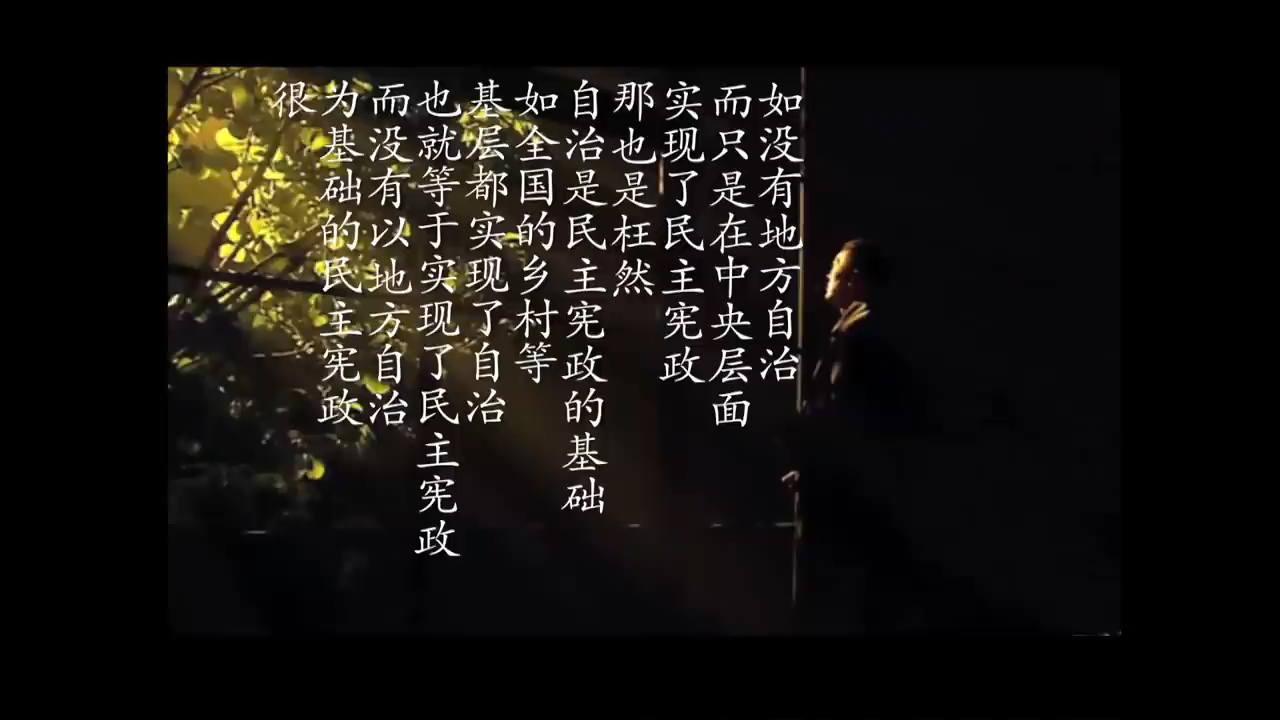 如没有地方自治
而只是在中央层面
实现了民主宪政
那也是枉然
自治是民主宪政的基础
如全国的乡村等
基层都实现了自治
也就等于实现了民主宪政
而没有以地方自治
为基础的民主宪政
很